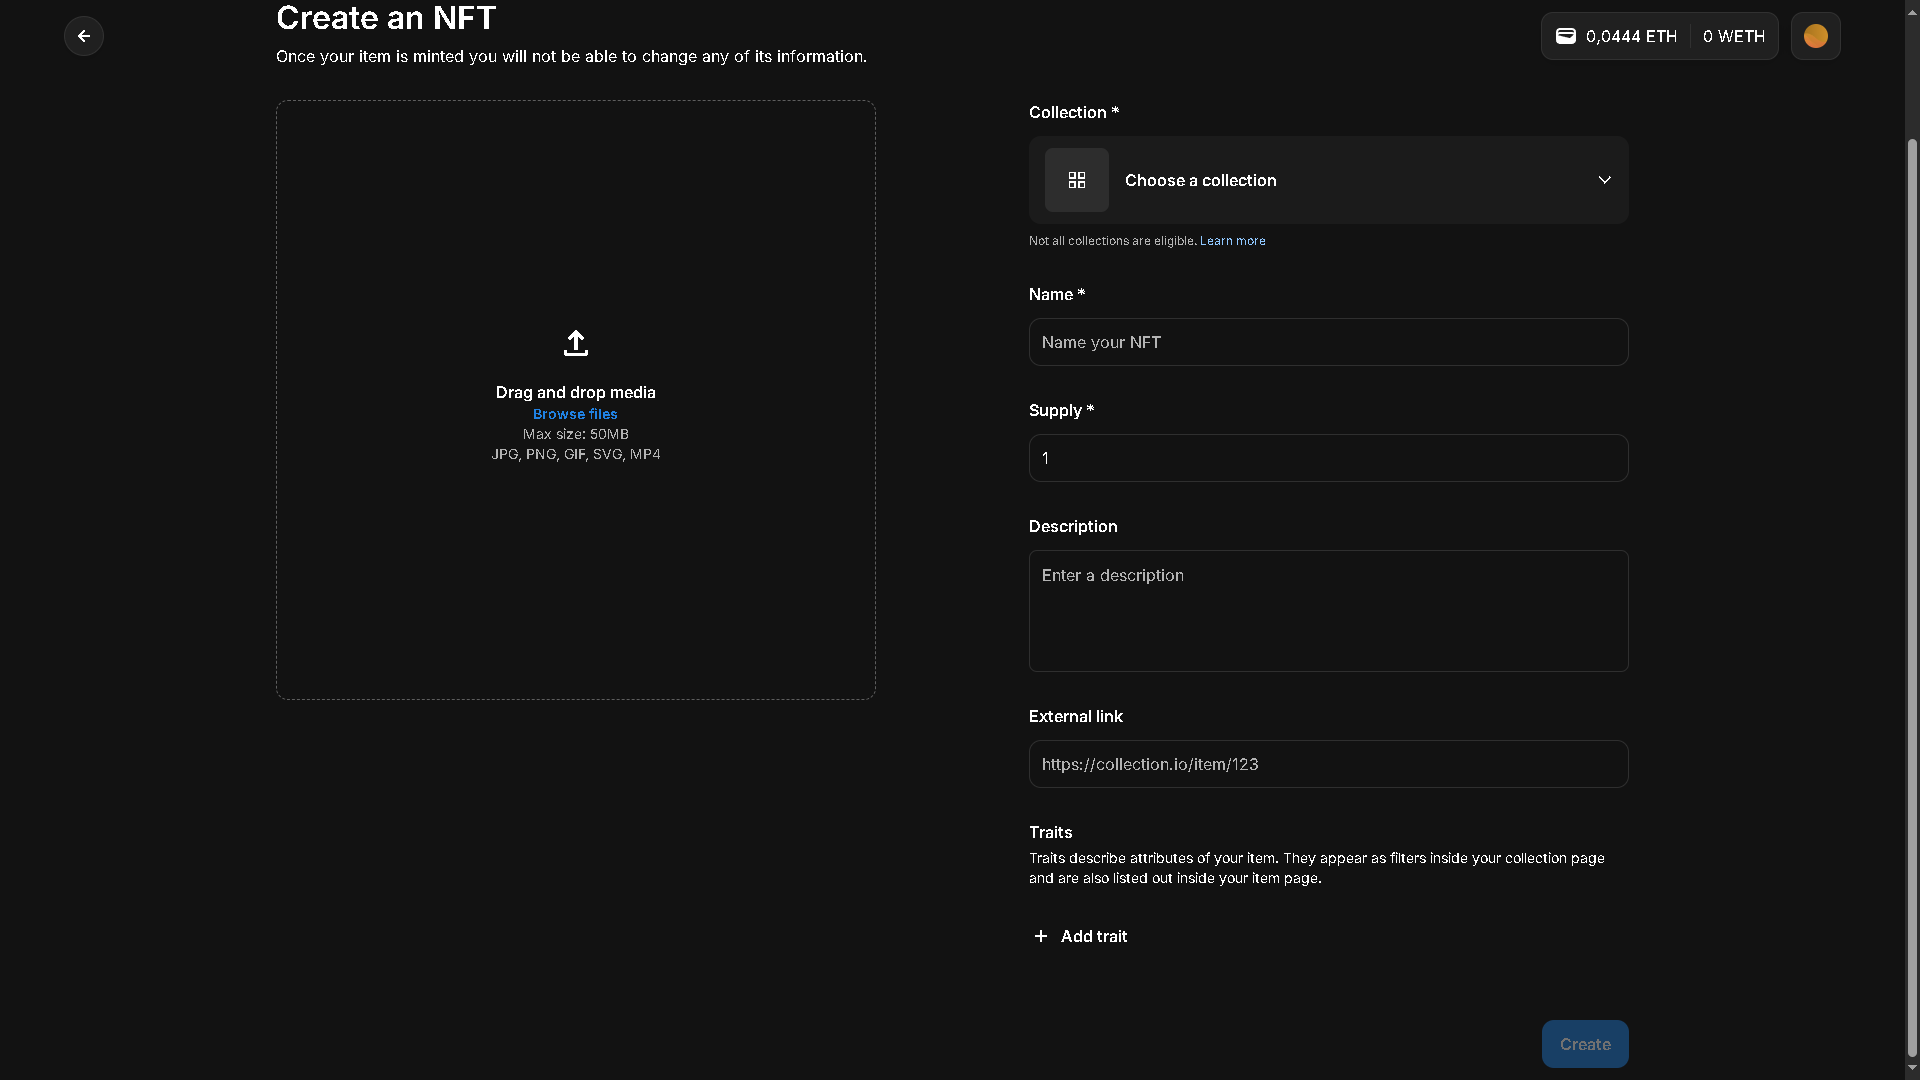 Create an NFT
Once your item is minted you will not be able to change any of its information.
0,0444 ETH
0 WETH
Drag and drop media
Browse files
Max size: 50MB
JPG, PNG, GIF, SVG, MP4
Collection *
Choose a collection
Not all collections are eligible. Learn more
Name *
Name your NFT
Supply *
1
Description
Enter a description
External link
https://collection.io/item/123
Traits
Traits describe attributes of your item. They appear as filters inside your collection page
and are also listed out inside your item page.
+ Add trait
Create